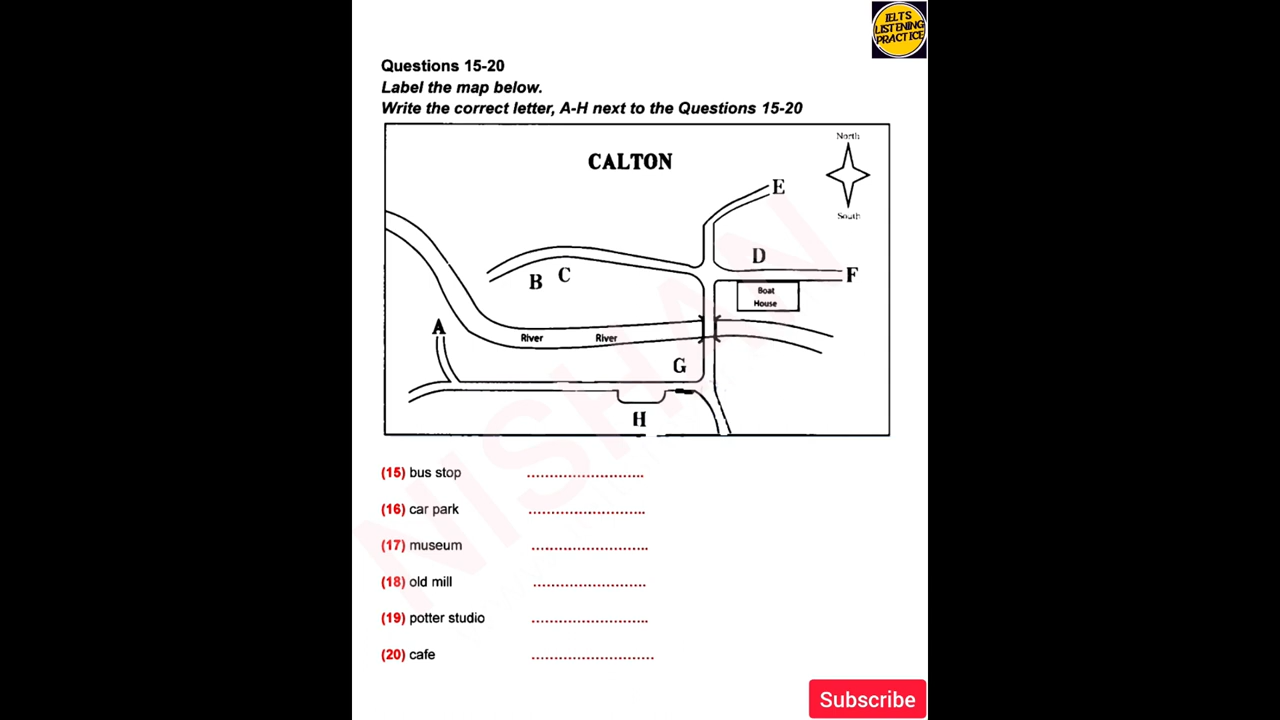 IELTS
LISTENING
PRACTICE
Questions 15-20
Label the map below.
Write the correct letter, A-H next to the Questions 15-20
North
CALTON
South
E
D
F
B C
Boat
House
A
River River
G
H
NISHAN
(15) bus stop ............................
(16) car park ............................
(17) museum ............................
(18) old mill ............................
(19) potter studio ............................
(20) cafe ............................
Subscribe